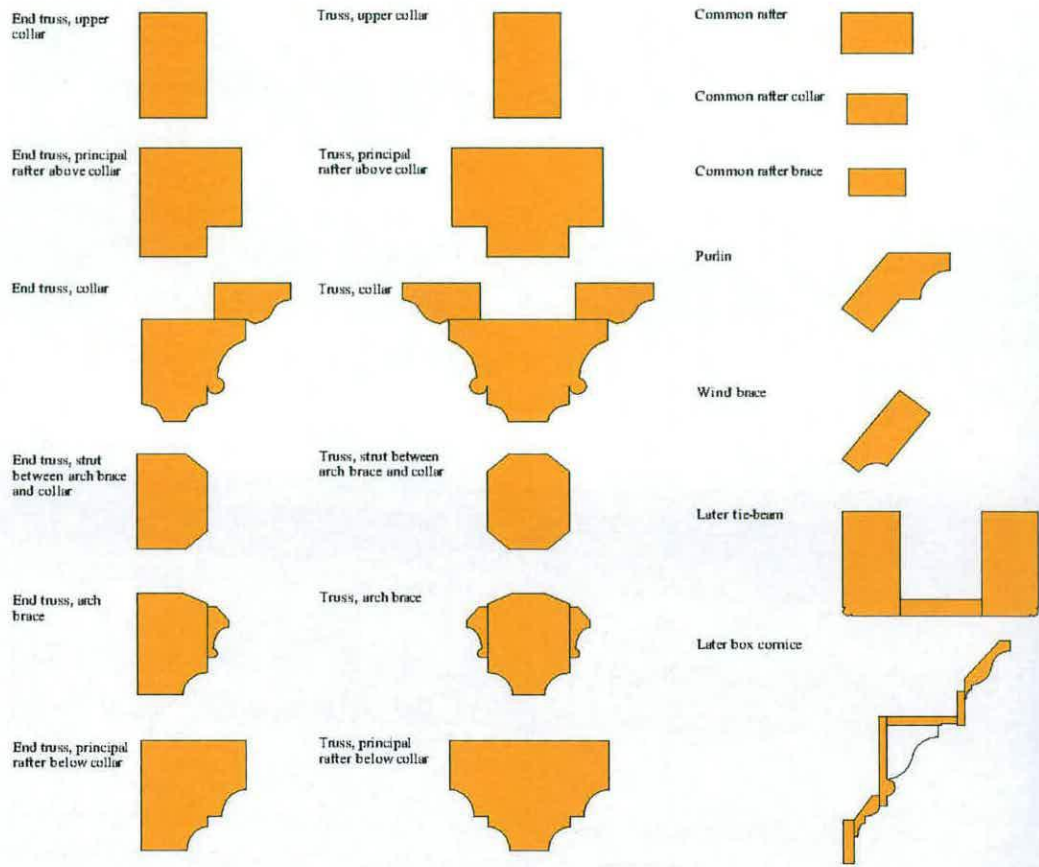 End truss, upper
collar
End truss, principal
rafter above collar
End truss, collar
End truss, strut
between arch brace
and collar
End truss, arch
brace
End truss, principal
rafter below collar
Truss, upper collar
Truss, principal
rafter above collar
Truss, collar
Truss, strut between
arch brace and collar
Truss, arch brace
Truss, principal
rafter below collar
Common rafter
Common rafter collar
Common rafter brace
Purlin
Wind brace
Later tie-beam
Later box cornice